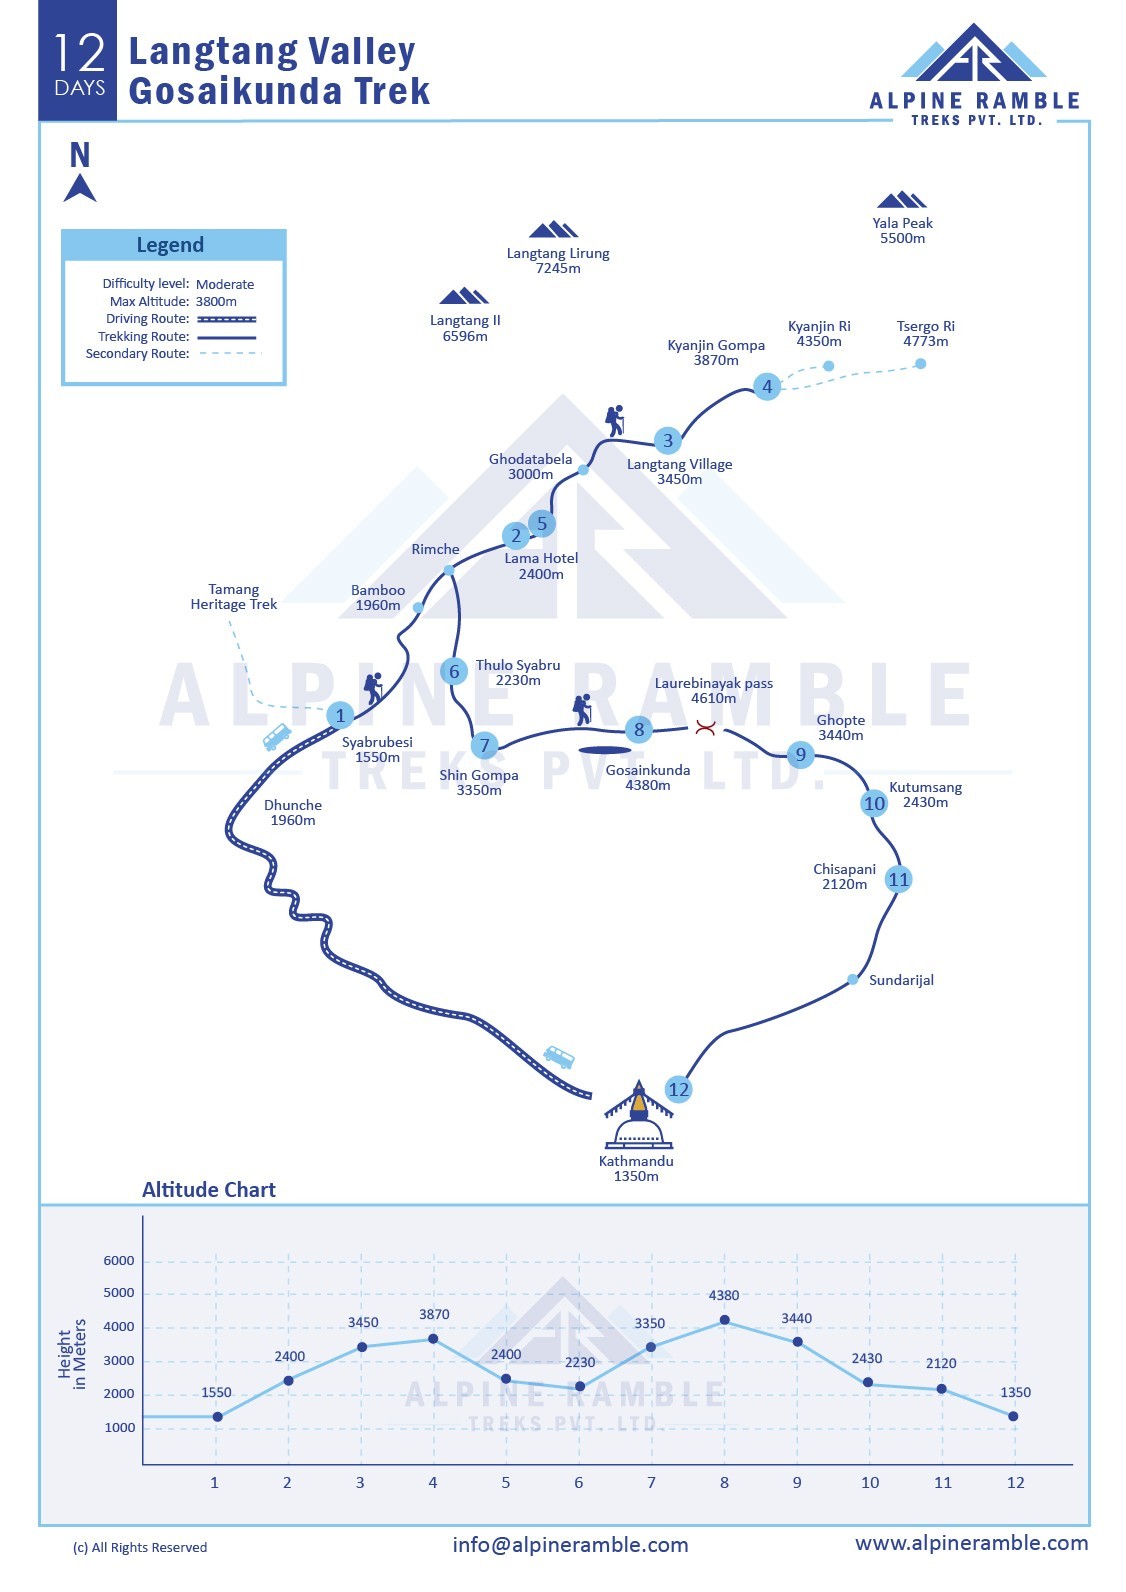 12
DAYS
Langtang Valley
Gosaikunda Trek
ALPINE RAMBLE
TREKS PVT. LTD.
N
Legend
Difficulty level: Moderate
Max Altitude: 3800m
Driving Route:
Trekking Route:
Secondary Route:
Yala Peak
5500m
Langtang Lirung
7245m
Langtang II
6596m
Kyanjin Ri
4350m
Tsergo Ri
4773m
Kyanjin Gompa
3870m
4
3
Langtang Village
3450m
Ghodatabela
3000m
2
5
Lama Hotel
2400m
Rimche
Bamboo
1960m
Tamang
Heritage Trek
ALPINE RAMBLE
TREKS PVT. LTD.
6
Thulo Syabru
2230m
1
Syabrubesi
1550m
7
Shin Gompa
3350m
8
Gosainkunda
4380m
Laurebinayak pass
4610m
9
Ghopte
3440m
10
Kutumsang
2430m
Dhunche
1960m
Chisapani
2120m
11
Sundarijal
12
Kathmandu
1350m
Altitude Chart
Height
in Meters
6000
5000
4000
3000
2000
1000
1550
2400
3450
3870
2400
2230
3350
4380
3440
2430
2120
1350
ALPINE RAMBLE
TREKS PVT. LTD.
1 2 3 4 5 6 7 8 9 10 11 12
(c) All Rights Reserved
info@alpineramble.com
www.alpineramble.com